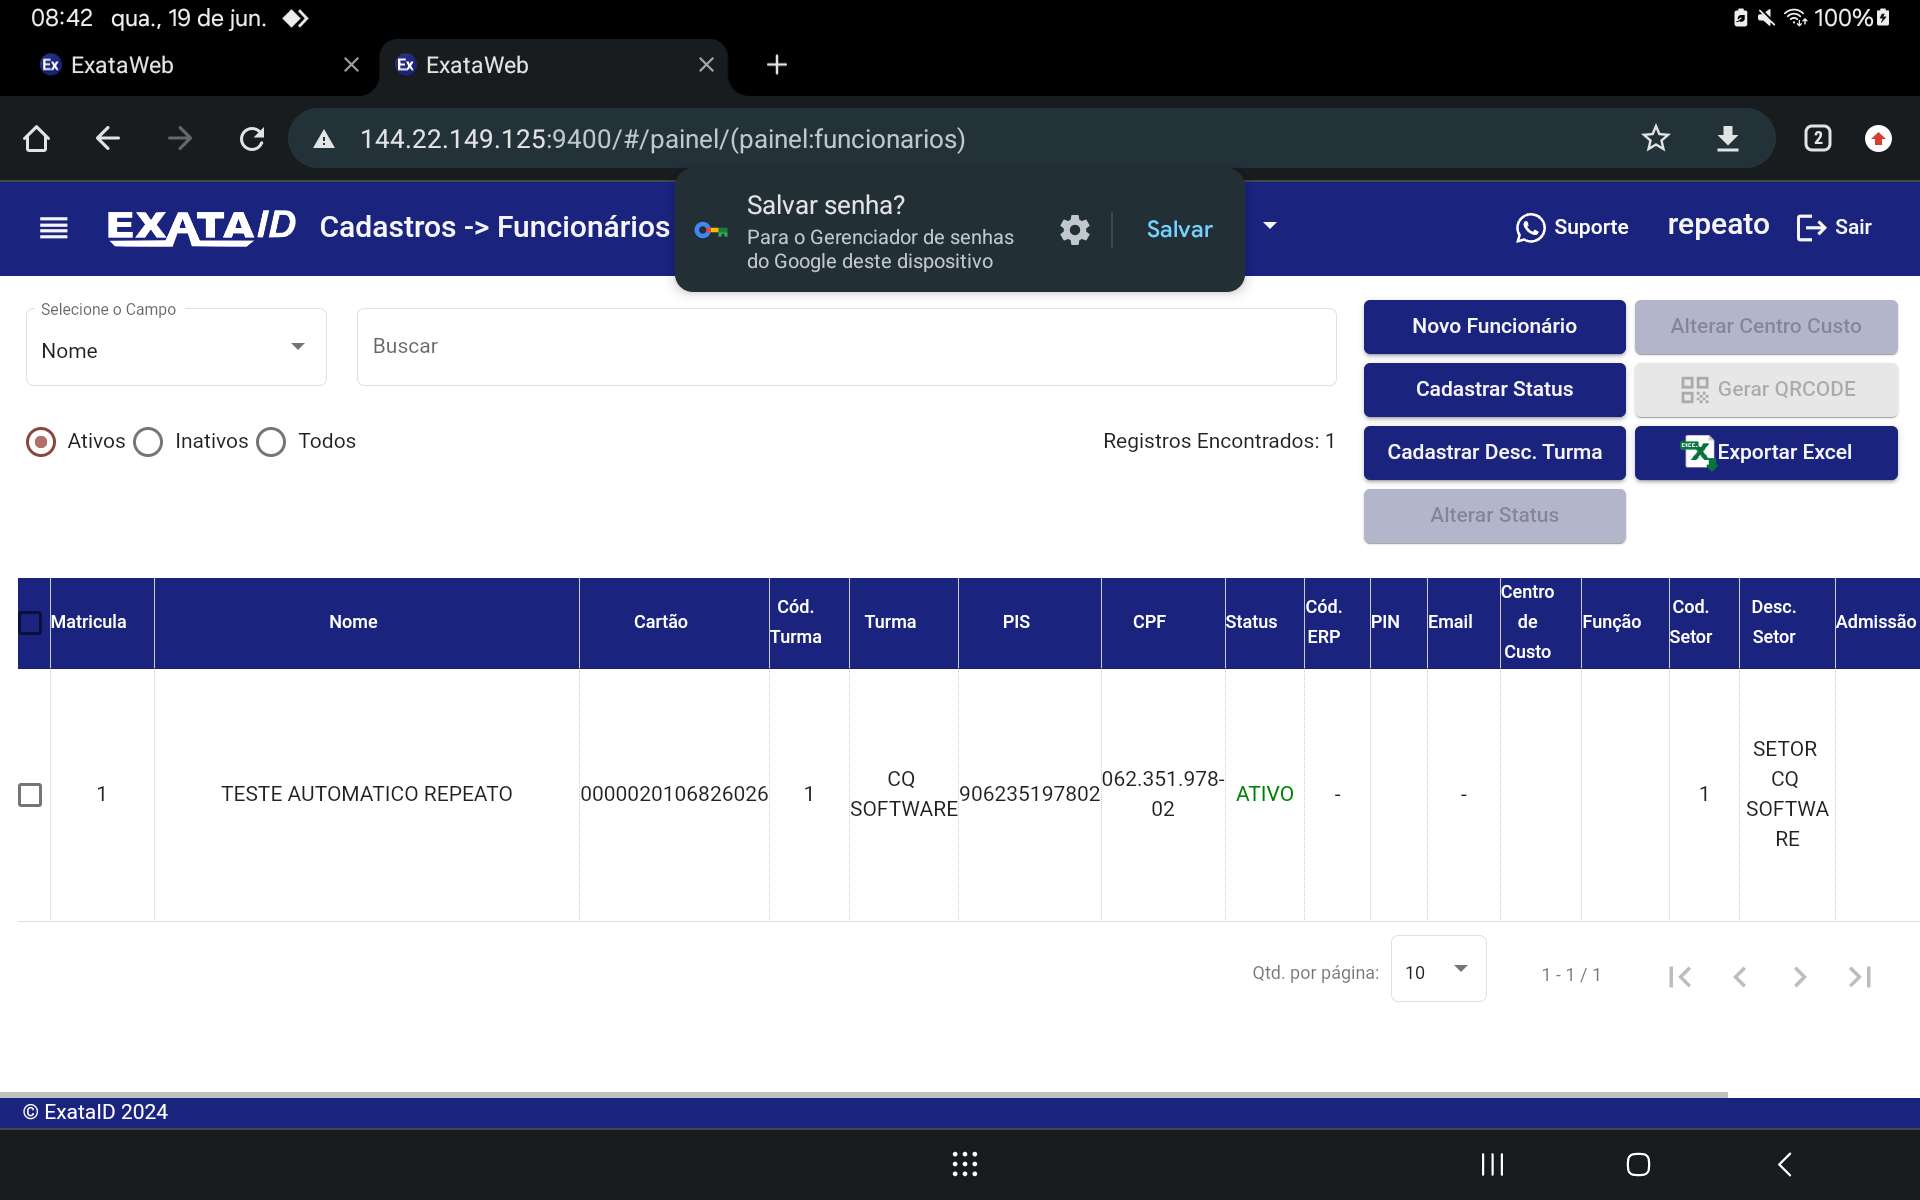 08:42 qua., 19 de jun. 100%
Ex ExataWeb
Ex ExataWeb
144.22.149.125:9400/#/painel/(painel:funcionarios)
2
EXATAID Cadastros -> Funcionários
Salvar senha?
Para o Gerenciador de senhas
do Google deste dispositivo
Salvar
Suporte
repeato
Sair
Selecione o Campo
Nome
Buscar
Novo Funcionário
Alterar Centro Custo
Cadastrar Status
Gerar QRCODE
Ativos Inativos Todos
Registros Encontrados: 1
Cadastrar Desc. Turma
Exportar Excel
Alterar Status
Matricula
Nome
Cartão
Cód.
Turma
Turma
PIS
CPF
Status
Cód.
ERP
PIN
Email
Centro
de
Custo
Função
Cod.
Setor
Desc.
Setor
Admissão
1
TESTE AUTOMATICO REPEATO
0000020106826026
1
CQ
SOFTWARE
906235197802
062.351.978-
02
ATIVO
-
-
1
SETOR
CQ
SOFTWA
RE
Qtd. por página:
10
1 - 1 / 1
© ExataID 2024